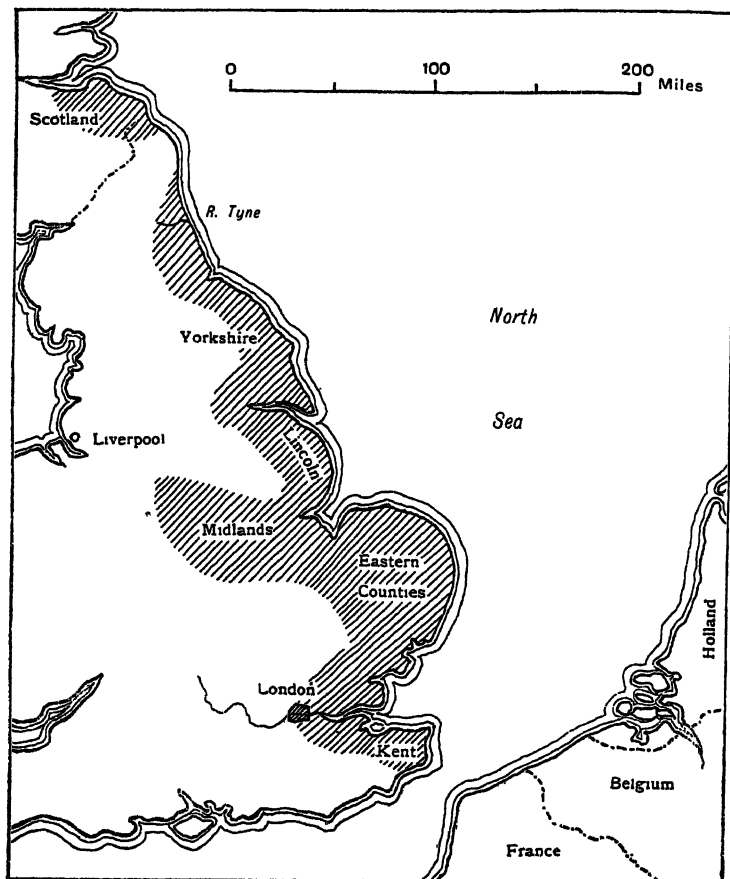 0 100 200
Miles
Scotland
R. Tyne
North
Yorkshire
Sea
Liverpool
Lincoln
Midlands
Eastern
Counties
Holland
London
Kent
Belgium
France